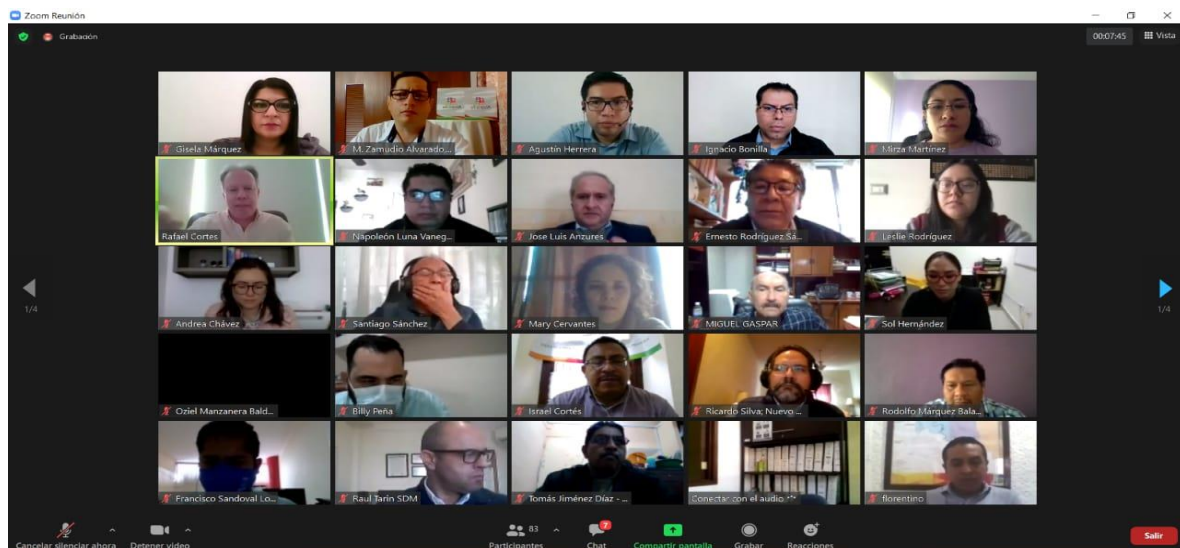 Zoom Reunión
Grabación
00:07:45
Vista
Gisela Márquez
M. Zamudio Alvarado,...
Agustín Herrera
Ignacio Bonilla
Mirza Martínez
Rafael Cortes
Napoleón Luna Vaneg...
Jose Luis Anzures
Ernesto Rodríguez Sá...
Leslie Rodríguez
1/4
Andrea Chávez
Santiago Sánchez
Mary Cervantes
MIGUEL GASPAR
Sol Hernández
1/4
Oziel Manzanera Bald...
Billy Peña
Israel Cortés
Ricardo Silva; Nuevo ...
Rodolfo Márquez Bala...
Francisco Sandoval Lo...
Raul Tarin SDM
Tomás Jiménez Díaz - ...
Conectar con el audio
florentino
Cancelar silenciar ahora
Detener video
83
Participantes
7
Chat
Compartir pantalla
Grabar
Reacciones
Salir